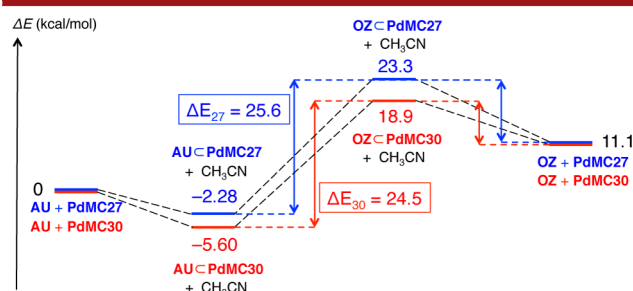 ΔE (kcal/mol)
OZ⊂PdMC27
+ CH₃CN
23.3
ΔE₂₇ = 25.6
18.9
OZ⊂PdMC30
+ CH₃CN
11.1
OZ + PdMC27
OZ + PdMC30
AU⊂PdMC27
+ CH₃CN
−2.28
0
AU + PdMC27
AU + PdMC30
ΔE₃₀ = 24.5
−5.60
AU⊂PdMC30
+ CH₃CN